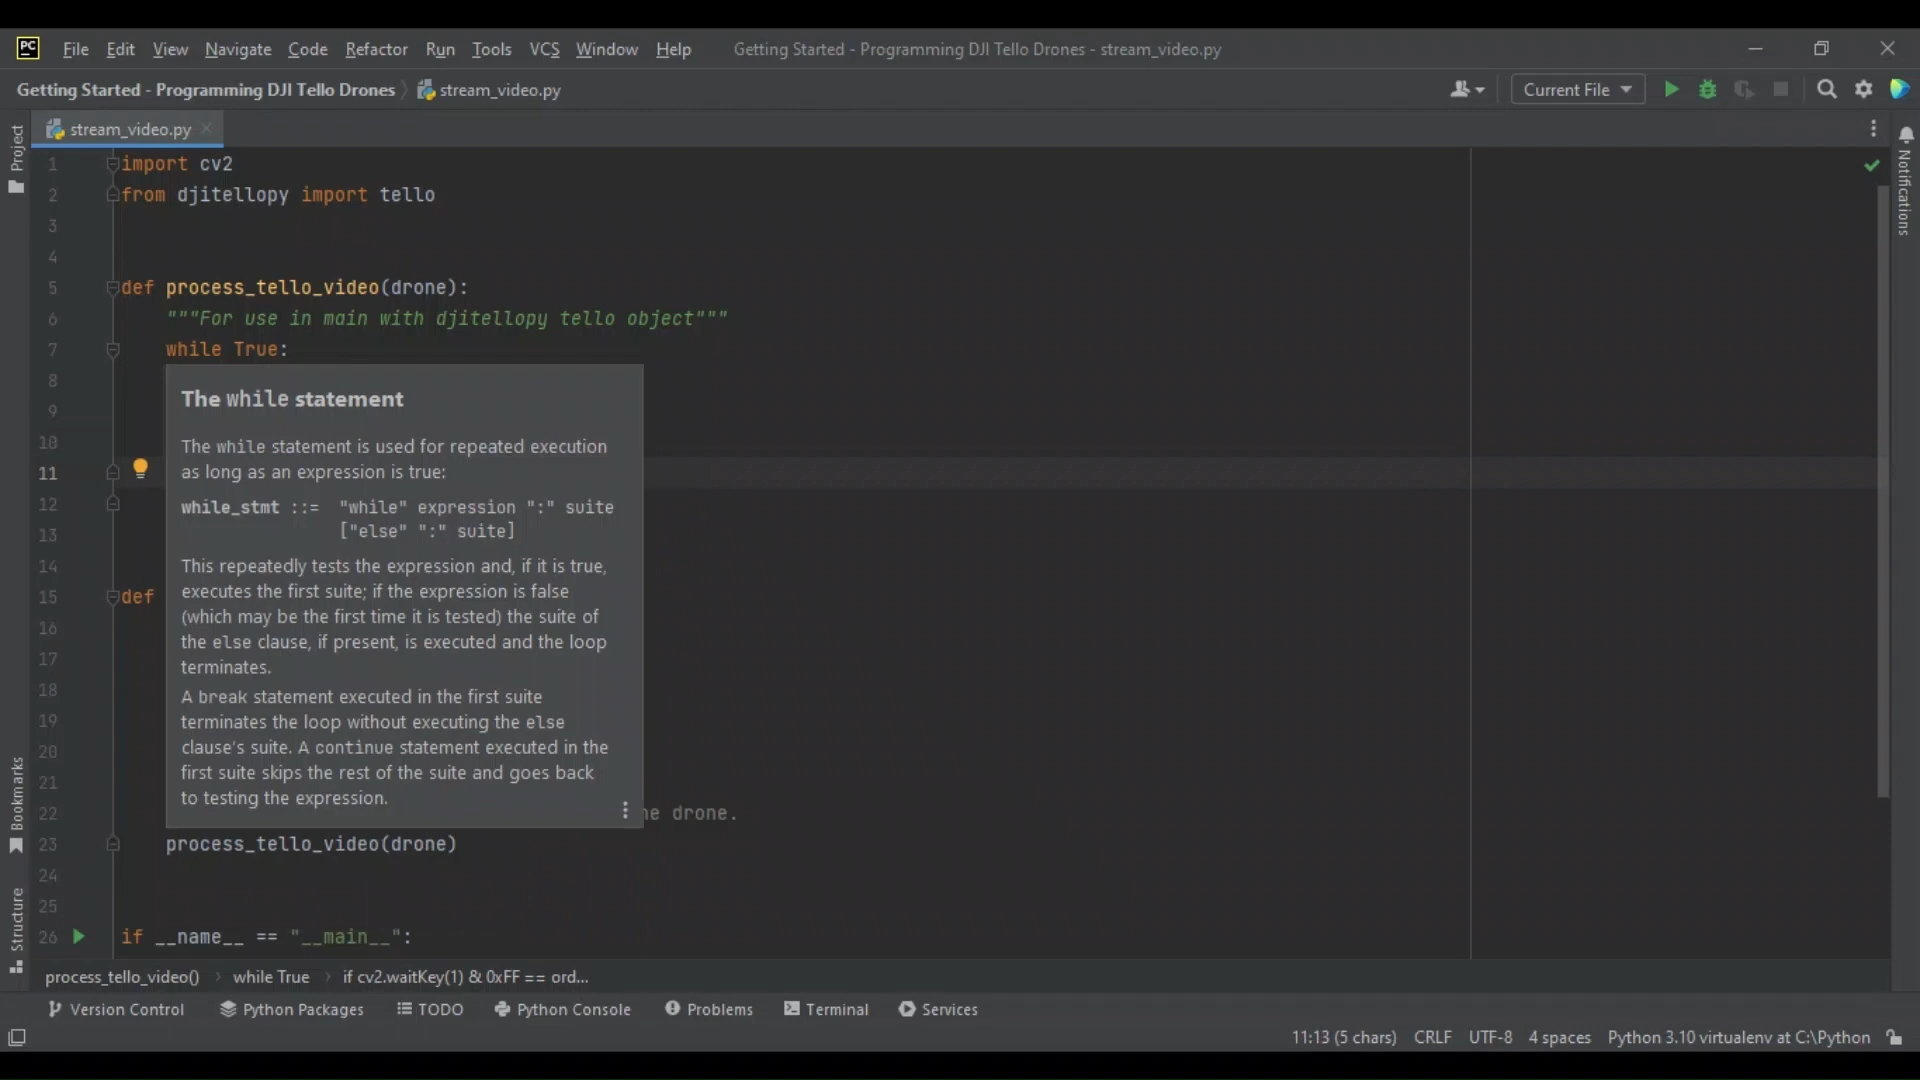 PC File Edit View Navigate Code Refactor Run Tools VCS Window Help Getting Started - Programming DJI Tello Drones - stream_video.py
Getting Started - Programming DJI Tello Drones stream_video.py Current File
stream_video.py
Project
Notifications
Bookmarks
Structure
1 import cv2
2 from djitellopy import tello
3
4
5 def process_tello_video(drone):
6 """For use in main with djitellopy tello object"""
7 while True:
8
9
10
11
12
13
14
15 def
16
17
18
19
20
21
22 he drone.
23 process_tello_video(drone)
24
25
26 if __name__ == "__main__":
The while statement
The while statement is used for repeated execution
as long as an expression is true:
while_stmt ::= "while" expression ":" suite
["else" ":" suite]
This repeatedly tests the expression and, if it is true,
executes the first suite; if the expression is false
(which may be the first time it is tested) the suite of
the else clause, if present, is executed and the loop
terminates.
A break statement executed in the first suite
terminates the loop without executing the else
clause's suite. A continue statement executed in the
first suite skips the rest of the suite and goes back
to testing the expression.
process_tello_video() while True if cv2.waitKey(1) & 0xFF == ord...
Version Control Python Packages TODO Python Console Problems Terminal Services
11:13 (5 chars) CRLF UTF-8 4 spaces Python 3.10 virtualenv at C:\Python